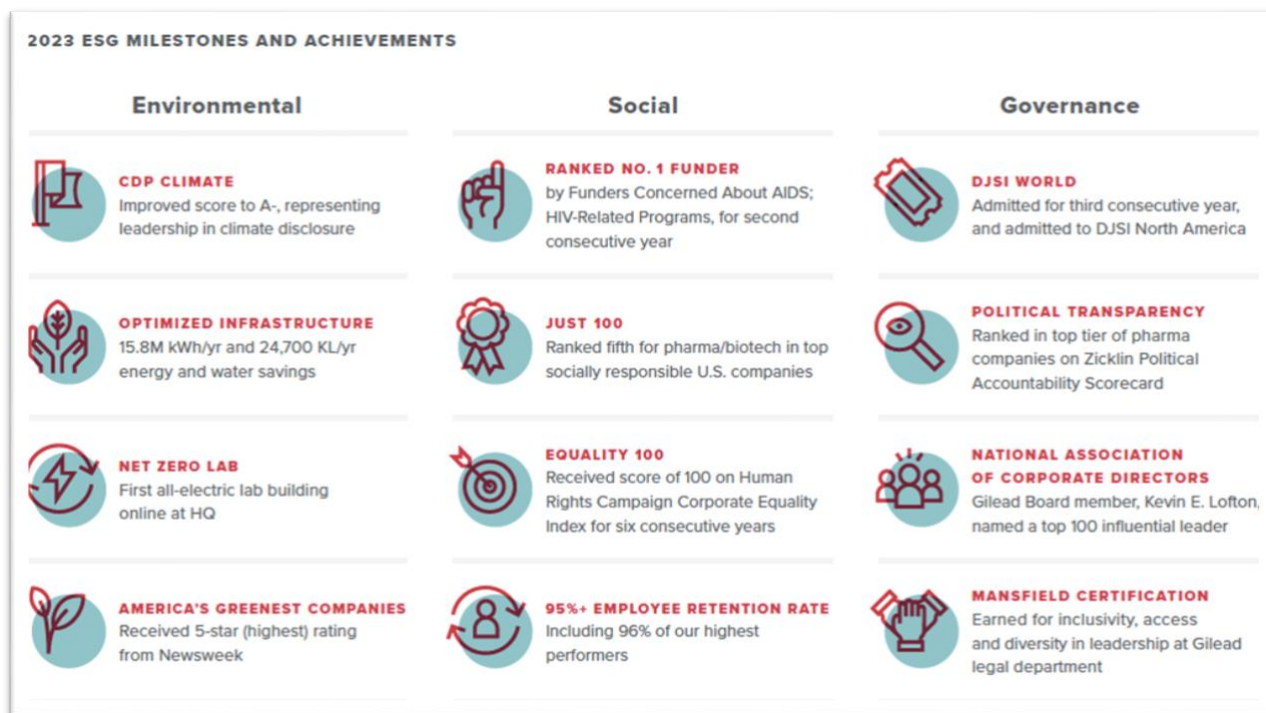 2023 ESG MILESTONES AND ACHIEVEMENTS
Environmental
CDP CLIMATE
Improved score to A-, representing
leadership in climate disclosure
OPTIMIZED INFRASTRUCTURE
15.8M kWh/yr and 24,700 KL/yr
energy and water savings
NET ZERO LAB
First all-electric lab building
online at HQ
AMERICA'S GREENEST COMPANIES
Received 5-star (highest) rating
from Newsweek
Social
RANKED NO. 1 FUNDER
by Funders Concerned About AIDS;
HIV-Related Programs, for second
consecutive year
JUST 100
Ranked fifth for pharma/biotech in top
socially responsible U.S. companies
EQUALITY 100
Received score of 100 on Human
Rights Campaign Corporate Equality
Index for six consecutive years
95%+ EMPLOYEE RETENTION RATE
Including 96% of our highest
performers
Governance
DJSI WORLD
Admitted for third consecutive year,
and admitted to DJSI North America
POLITICAL TRANSPARENCY
Ranked in top tier of pharma
companies on Zicklin Political
Accountability Scorecard
NATIONAL ASSOCIATION
OF CORPORATE DIRECTORS
Gilead Board member, Kevin E. Lofton,
named a top 100 influential leader
MANSFIELD CERTIFICATION
Earned for inclusivity, access
and diversity in leadership at Gilead
legal department